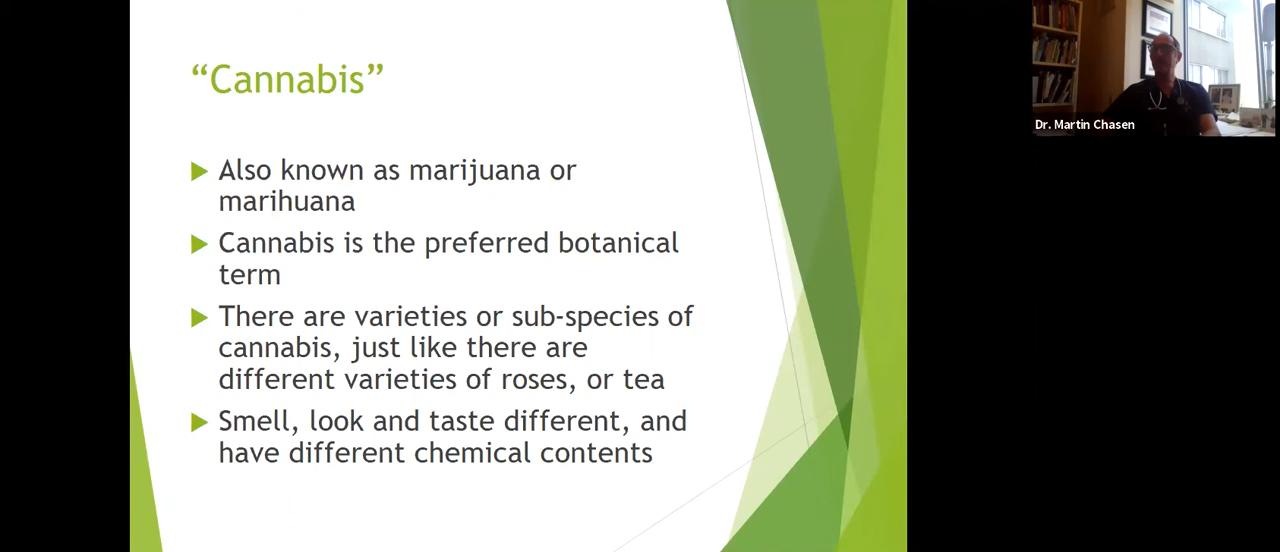 “Cannabis”
Also known as marijuana or
marihuana
Cannabis is the preferred botanical
term
There are varieties or sub-species of
cannabis, just like there are
different varieties of roses, or tea
Smell, look and taste different, and
have different chemical contents
Dr. Martin Chasen